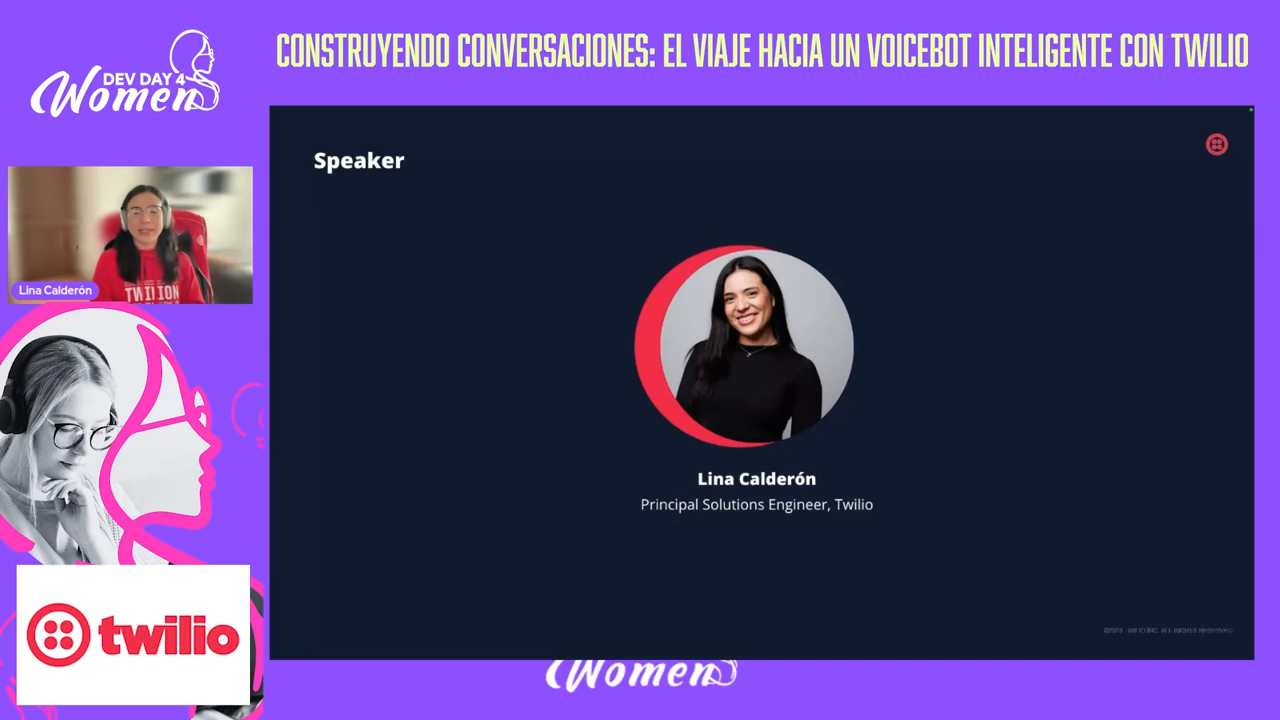 DEV DAY 4
Women
CONSTRUYENDO CONVERSACIONES: EL VIAJE HACIA UN VOICEBOT INTELIGENTE CON TWILIO
Speaker
TWILION
Lina Calderón
Lina Calderón
Principal Solutions Engineer, Twilio
twilio
Women